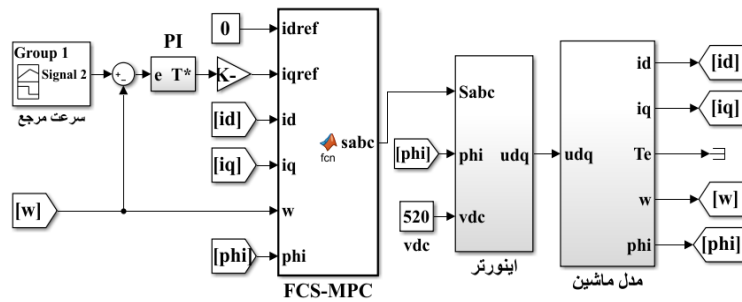 Group 1
Signal 2
سرعت مرجع
+
-
PI
e T*
K-
0
[id]
[iq]
[w]
[phi]
idref
iqref
id
iq
w
phi
fcn
sabc
FCS-MPC
[phi]
520
vdc
Sabc
phi
vdc
udq
اینورتر
udq
id
iq
Te
w
phi
مدل ماشین
[id]
[iq]
[w]
[phi]